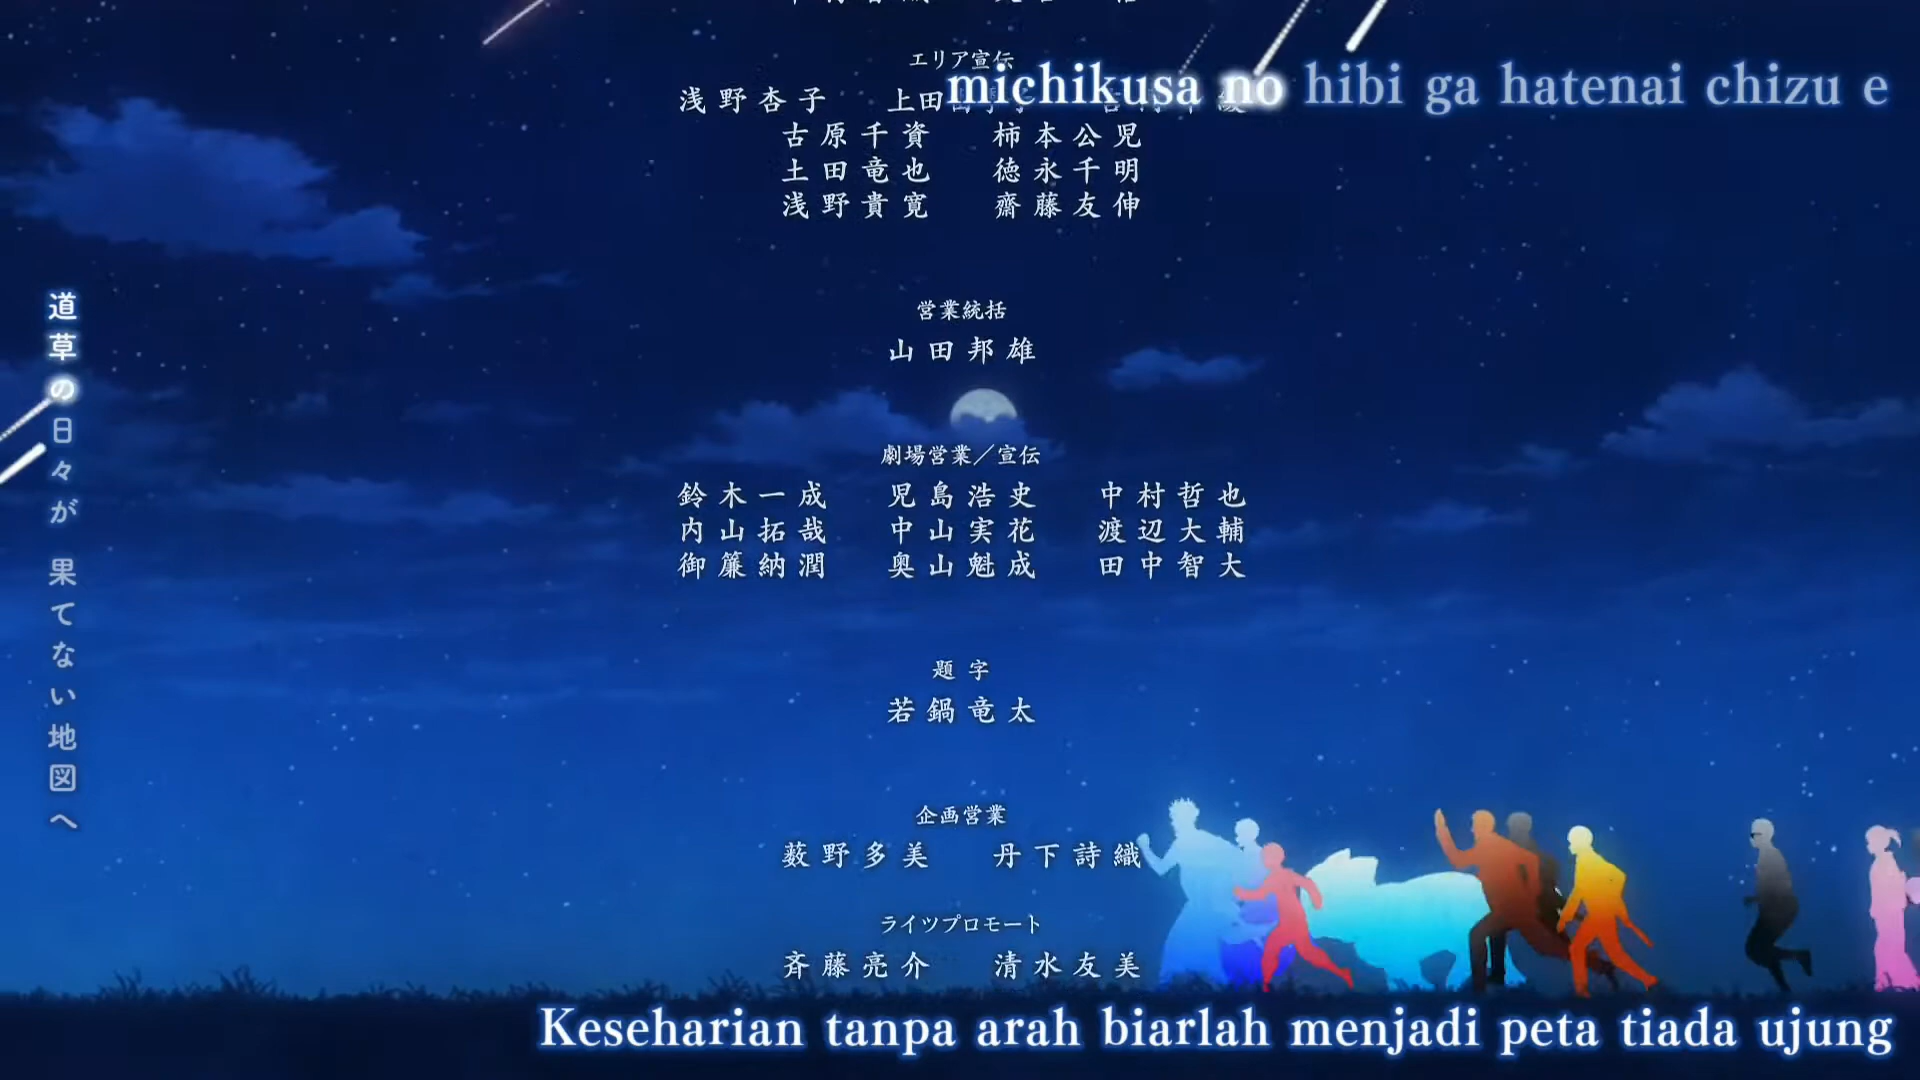 エリア宣伝
michikusa no hibi ga hatenai chizu e
浅野杏子 上田
古原千資 柿本公児
土田竜也 徳永千明
浅野貴寛 齋藤友伸
道草の日々が 果てない地図へ
営業統括
山田邦雄
劇場営業／宣伝
鈴木一成 児島浩史 中村哲也
内山拓哉 中山実花 渡辺大輔
御簾納潤 奥山魁成 田中智大
題字
若鍋竜太
企画営業
薮野多美 丹下詩織
ライツプロモート
斉藤亮介 清水友美
Keseharian tanpa arah biarlah menjadi peta tiada ujung